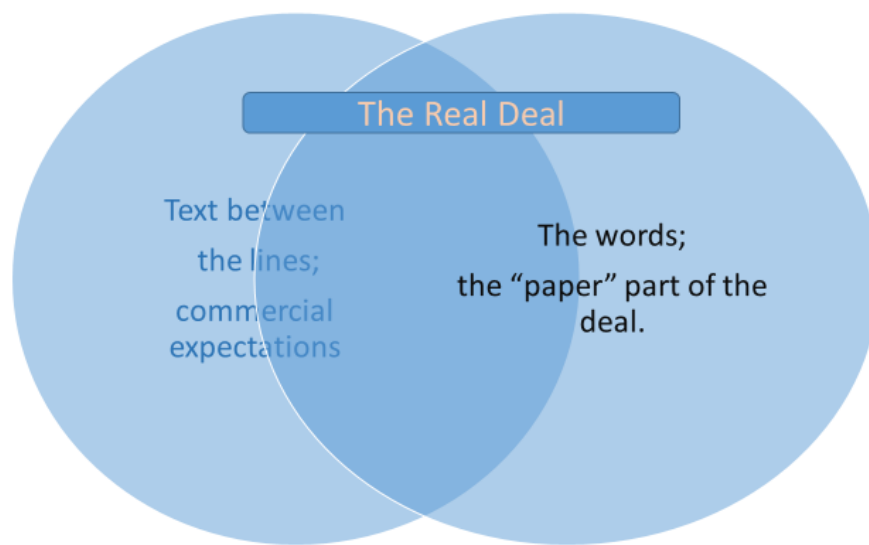 The Real Deal
Text between
the lines;
commercial
expectations
The words;
the “paper” part of the
deal.